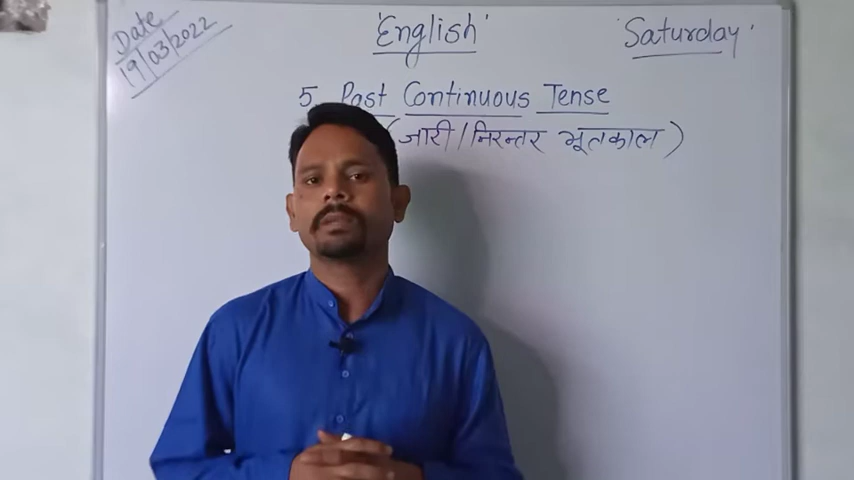 Date
19/03/2022
'English'
'Saturday'
5. Past Continuous Tense
(जारी/निरन्तर भूतकाल)